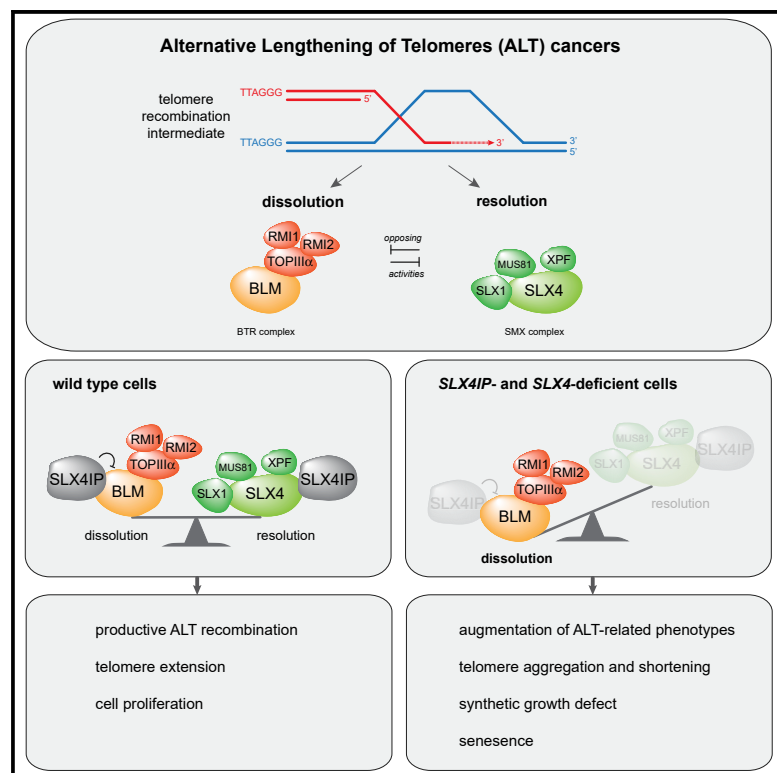 Alternative Lengthening of Telomeres (ALT) cancers
telomere
recombination
intermediate
TTAGGG
5'
3'
TTAGGG
3'
5'
dissolution
resolution
RMI1
RMI2
TOPIIIα
BLM
BTR complex
opposing
activities
MUS81
XPF
SLX1
SLX4
SMX complex
wild type cells
SLX4IP
RMI1
RMI2
TOPIIIα
BLM
MUS81
XPF
SLX1
SLX4
SLX4IP
dissolution
resolution
SLX4IP- and SLX4-deficient cells
SLX4IP
RMI1
RMI2
TOPIIIα
BLM
MUS81
XPF
SLX1
SLX4
SLX4IP
resolution
dissolution
productive ALT recombination
telomere extension
cell proliferation
augmentation of ALT-related phenotypes
telomere aggregation and shortening
synthetic growth defect
senesence